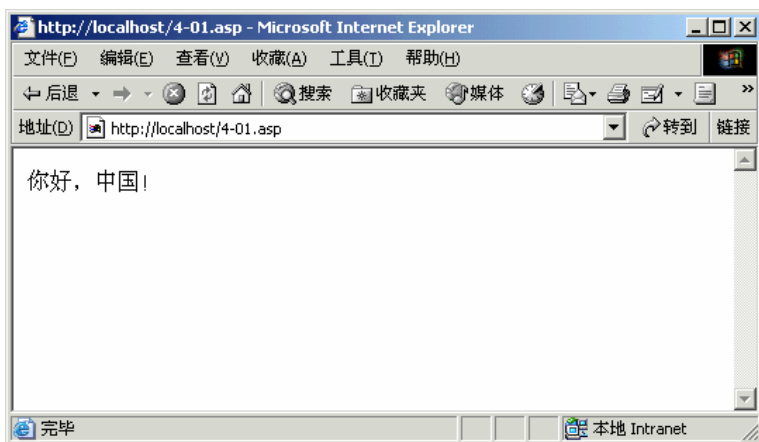 http://localhost/4-01.asp - Microsoft Internet Explorer
文件(F) 编辑(E) 查看(V) 收藏(A) 工具(T) 帮助(H)
后退 搜索 收藏夹 媒体 »
地址(D) http://localhost/4-01.asp 转到 链接
你好，中国!
完毕 本地 Intranet